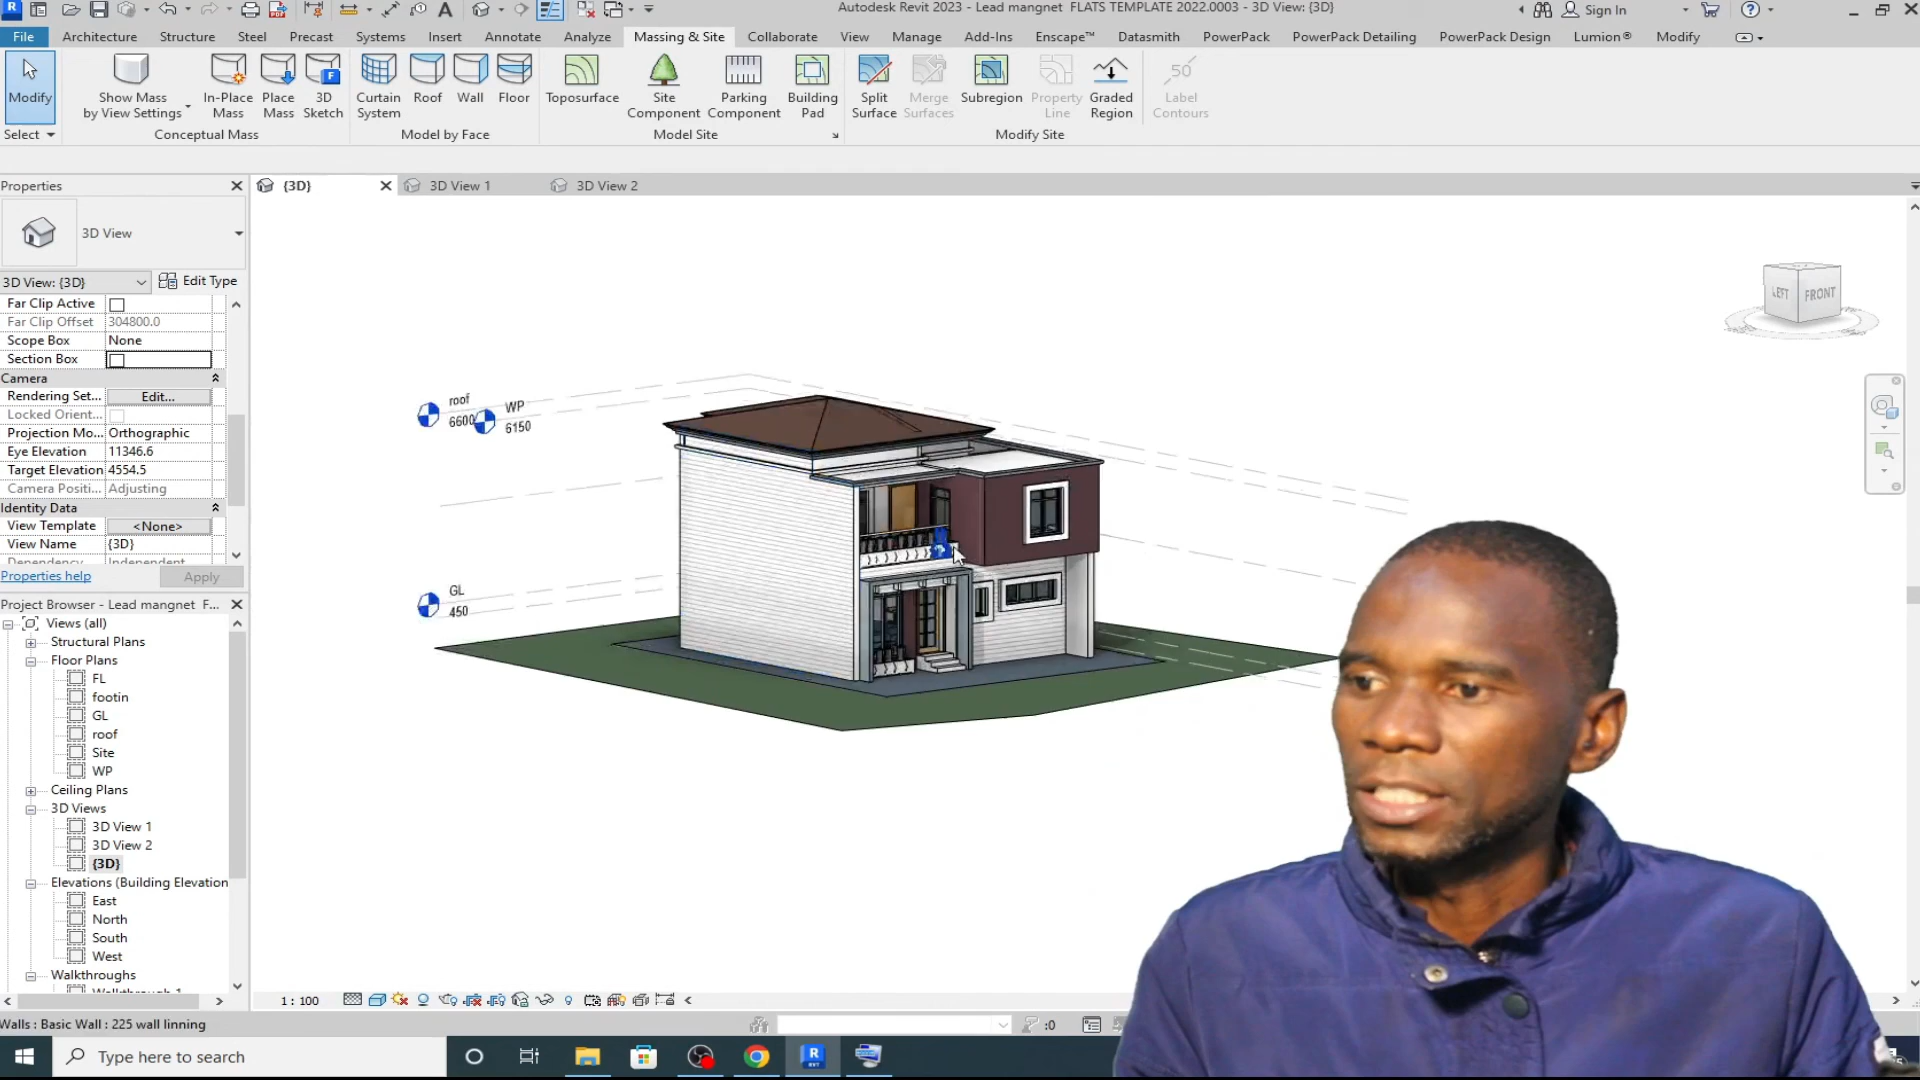 Autodesk Revit 2023 - Lead mangnet FLATS TEMPLATE 2022.0003 - 3D View: {3D}
Sign In
File
Architecture
Structure
Steel
Precast
Systems
Insert
Annotate
Analyze
Massing & Site
Collaborate
View
Manage
Add-Ins
Enscape™
Datasmith
PowerPack
PowerPack Detailing
PowerPack Design
Lumion®
Modify
Modify
Show Mass
by View Settings
In-Place
Mass
Place
Mass
3D
Sketch
Curtain
System
Roof
Wall
Floor
Toposurface
Site
Component
Parking
Component
Building
Pad
Split
Surface
Merge
Surfaces
Subregion
Property
Line
Graded
Region
50
Label
Contours
Select
Conceptual Mass
Model by Face
Model Site
Modify Site
Properties
{3D}
3D View 1
3D View 2
3D View
3D View: {3D}
Edit Type
Far Clip Active
Far Clip Offset 304800.0
Scope Box None
Section Box
Camera
Rendering Set... Edit...
Locked Orient...
Projection Mo... Orthographic
Eye Elevation 11346.6
Target Elevation 4554.5
Camera Positi... Adjusting
Identity Data
View Template <None>
View Name {3D}
Dependency Independent
Properties help
Apply
Project Browser - Lead mangnet F...
Views (all)
Structural Plans
Floor Plans
FL
footin
GL
roof
Site
WP
Ceiling Plans
3D Views
3D View 1
3D View 2
{3D}
Elevations (Building Elevation
East
North
South
West
Walkthroughs
Walkthrough 1
roof
6600
WP
6150
GL
450
LEFT
FRONT
1 : 100
Walls : Basic Wall : 225 wall linning
:0
Type here to search